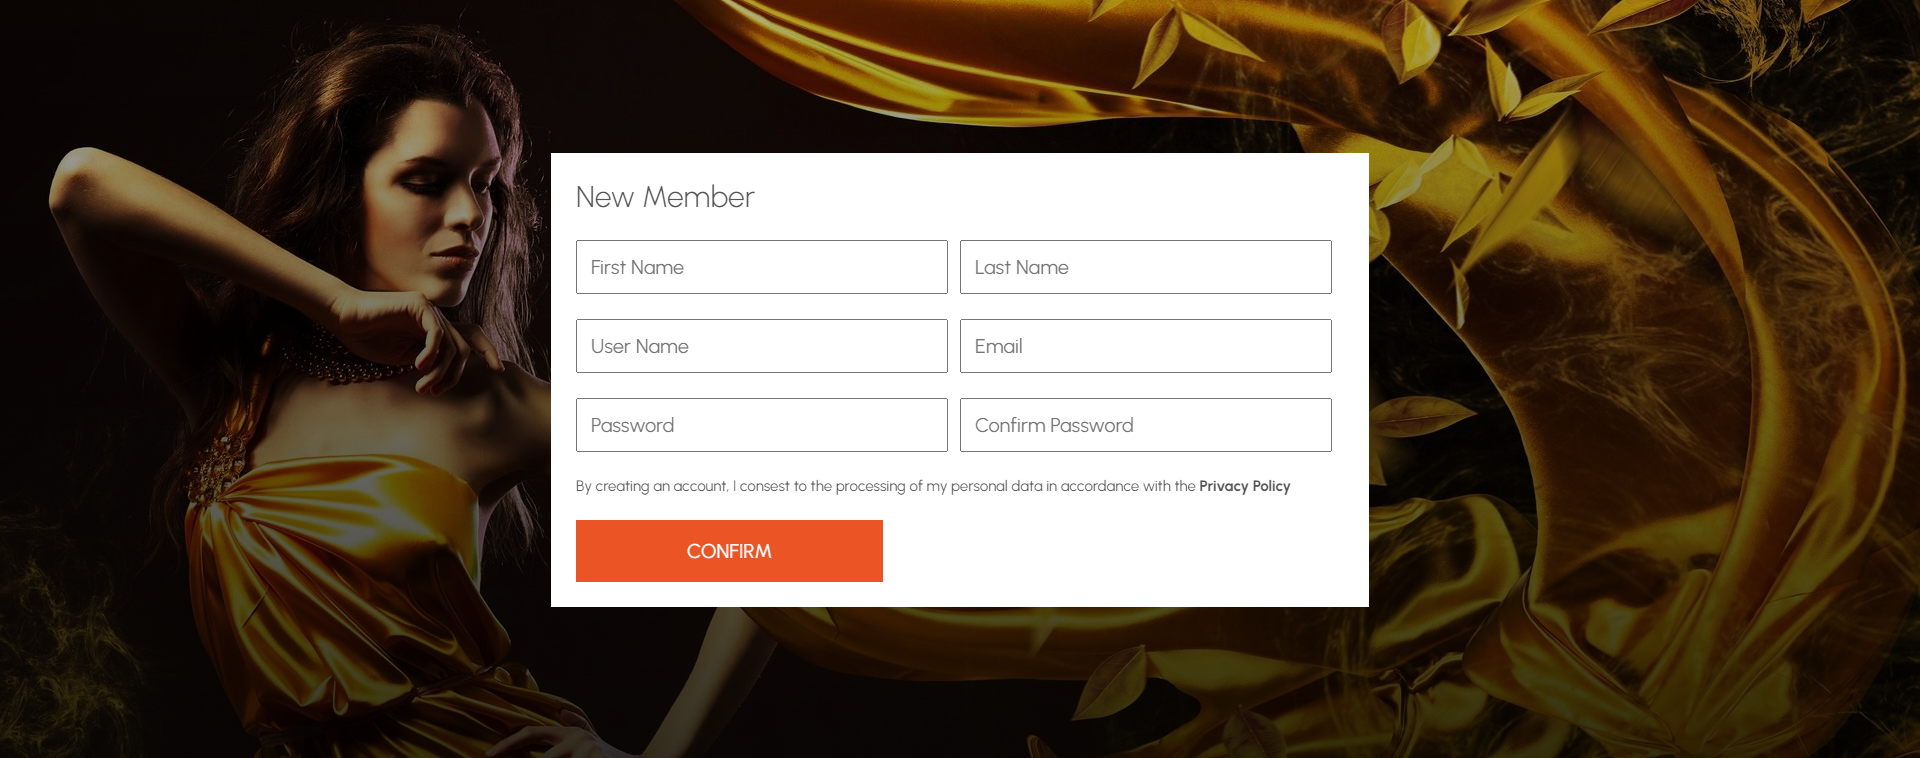 New Member
First Name Last Name
User Name Email
Password Confirm Password
By creating an account, I consest to the processing of my personal data in accordance with the Privacy Policy
CONFIRM